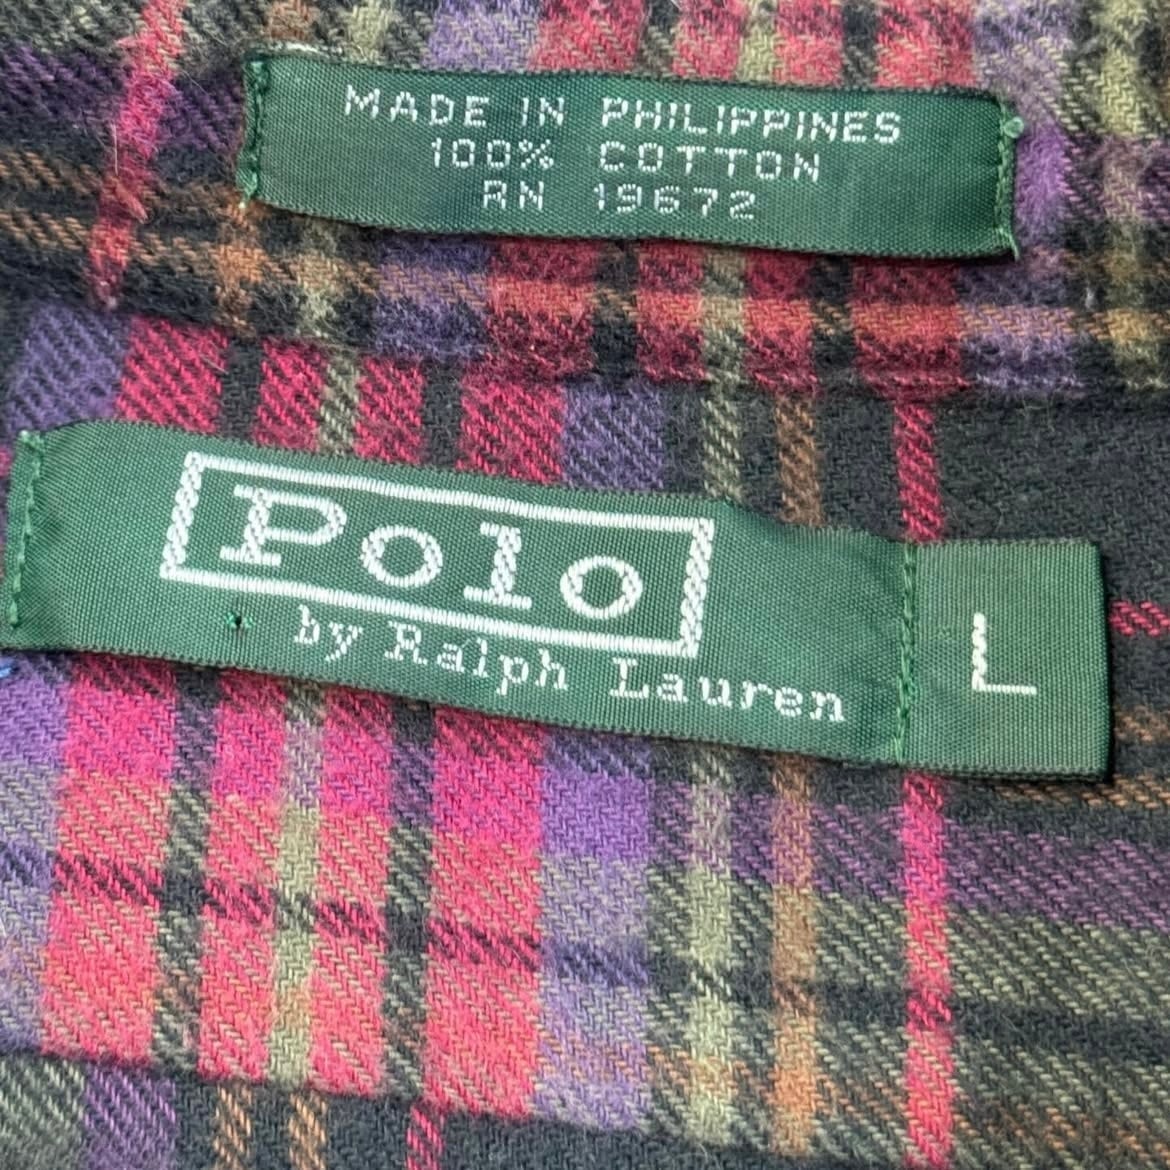 MADE IN PHILIPPINES
100% COTTON
RN 19672
Polo
by Ralph Lauren
L